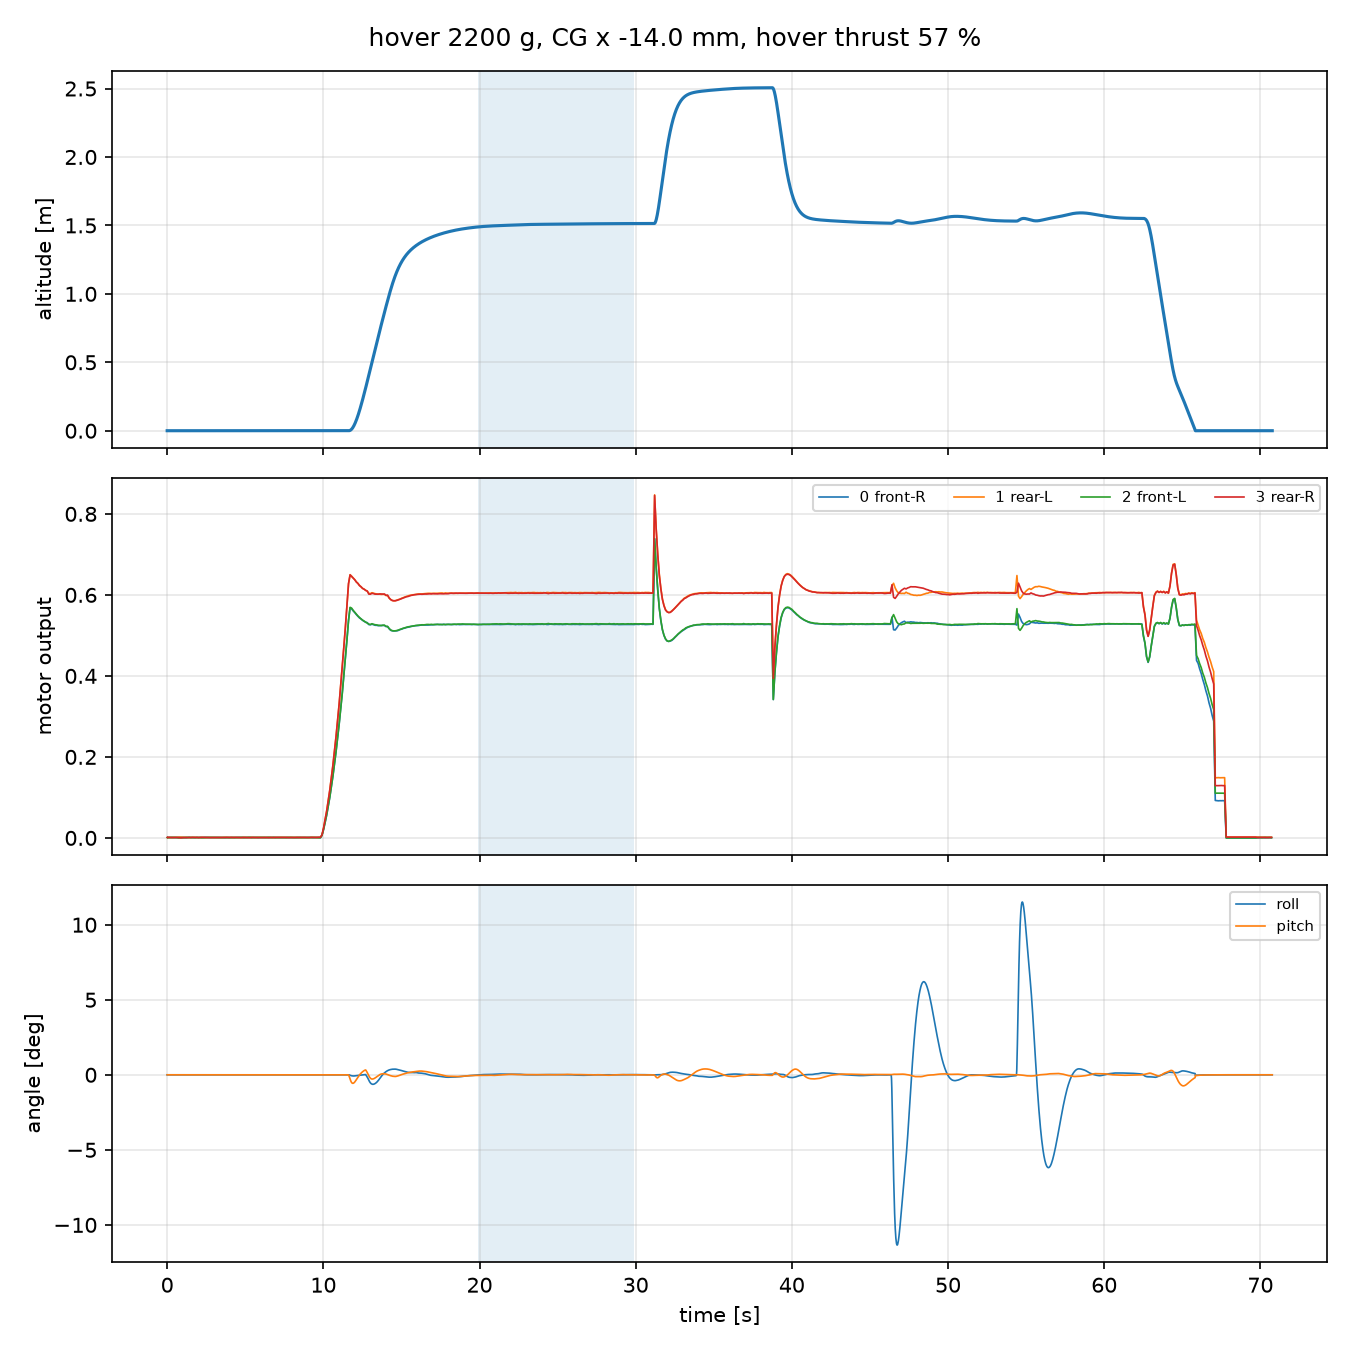 hover 2200 g, CG x -14.0 mm, hover thrust 57 %
2.5
2.0
1.5
1.0
0.5
0.0
altitude [m]
0 front-R 1 rear-L 2 front-L 3 rear-R
0.8
0.6
0.4
0.2
0.0
motor output
roll
pitch
10
5
0
−5
−10
angle [deg]
0 10 20 30 40 50 60 70
time [s]